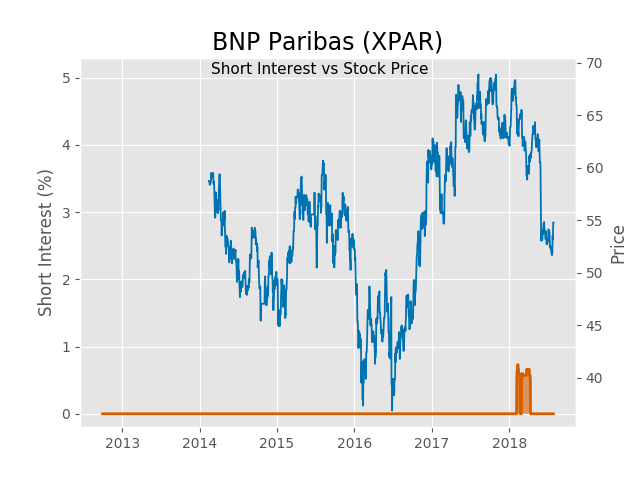 BNP Paribas (XPAR)
Short Interest vs Stock Price
Short Interest (%)
5
4
3
2
1
0
70
65
60
55
50
45
40
Price
2013 2014 2015 2016 2017 2018